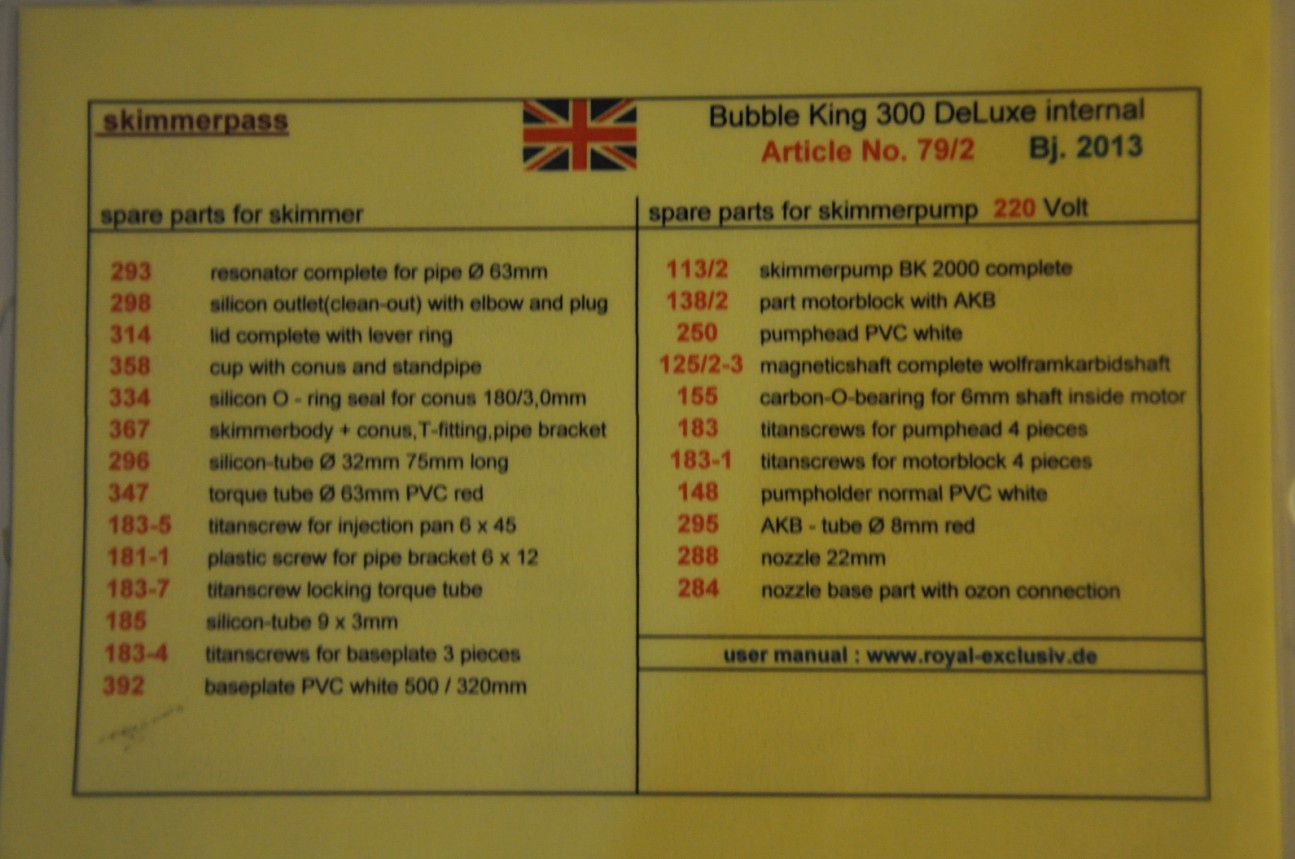 skimmerpass
Bubble King 300 DeLuxe internal
Article No. 79/2 Bj. 2013
spare parts for skimmer
293 resonator complete for pipe Ø 63mm
298 silicon outlet(clean-out) with elbow and plug
314 lid complete with lever ring
358 cup with conus and standpipe
334 silicon O - ring seal for conus 180/3,0mm
367 skimmerbody + conus,T-fitting,pipe bracket
296 silicon-tube Ø 32mm 75mm long
347 torque tube Ø 63mm PVC red
183-5 titanscrew for injection pan 6 x 45
181-1 plastic screw for pipe bracket 6 x 12
183-7 titanscrew locking torque tube
185 silicon-tube 9 x 3mm
183-4 titanscrews for baseplate 3 pieces
392 baseplate PVC white 500 / 320mm
spare parts for skimmerpump 220 Volt
113/2 skimmerpump BK 2000 complete
138/2 part motorblock with AKB
250 pumphead PVC white
125/2-3 magneticshaft complete wolframkarbidshaft
155 carbon-O-bearing for 6mm shaft inside motor
183 titanscrews for pumphead 4 pieces
183-1 titanscrews for motorblock 4 pieces
148 pumpholder normal PVC white
295 AKB - tube Ø 8mm red
288 nozzle 22mm
284 nozzle base part with ozon connection
user manual : www.royal-exclusiv.de